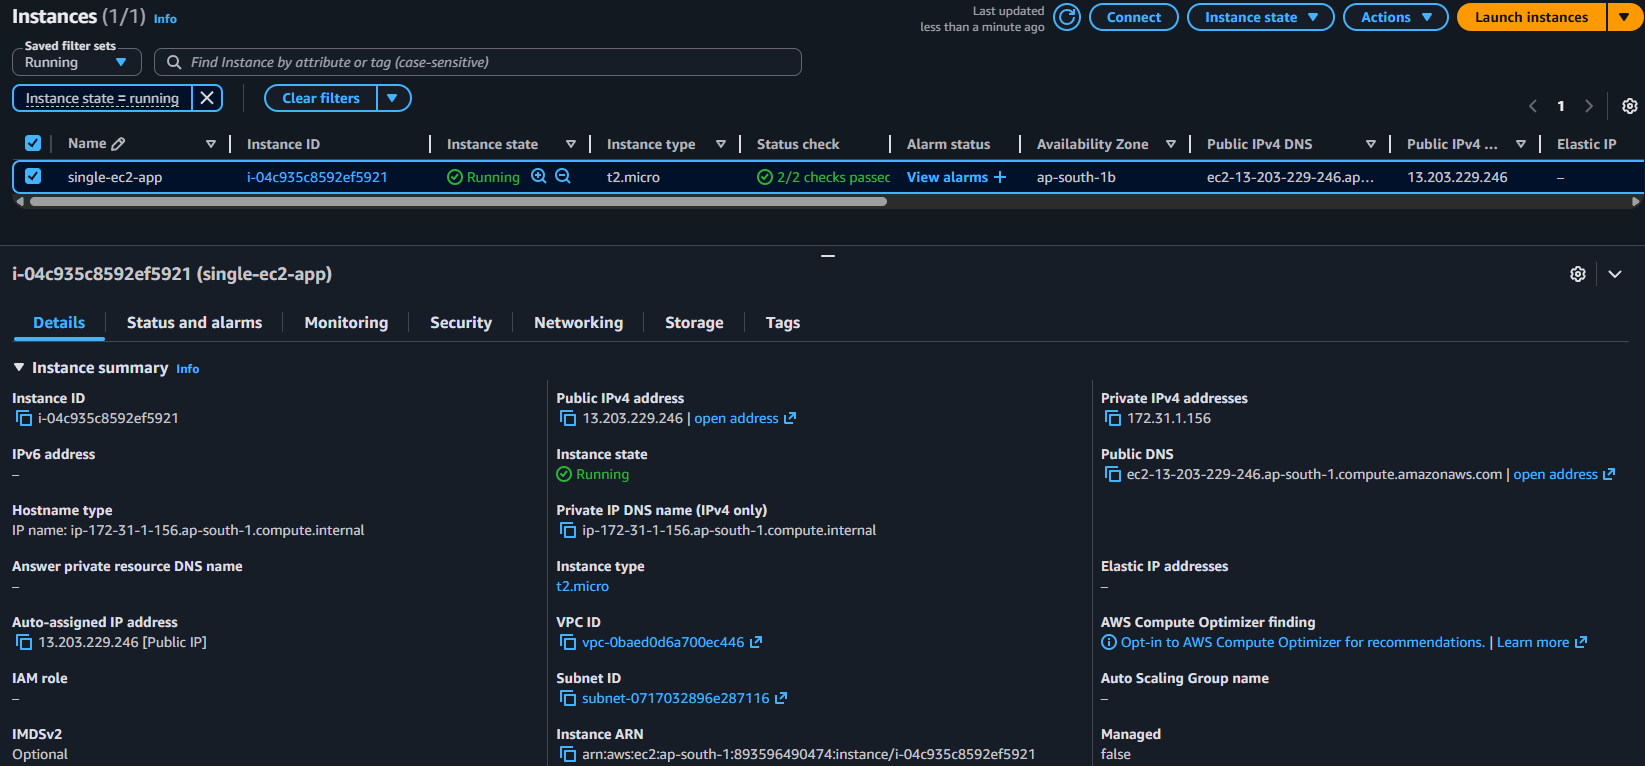 Instances (1/1) Info
Last updated
less than a minute ago
Connect
Instance state
Actions
Launch instances
Saved filter sets
Running
Find Instance by attribute or tag (case-sensitive)
Instance state = running
Clear filters
1
Name Instance ID Instance state Instance type Status check Alarm status Availability Zone Public IPv4 DNS Public IPv4 ... Elastic IP
single-ec2-app i-04c935c8592ef5921 Running t2.micro 2/2 checks passec View alarms + ap-south-1b ec2-13-203-229-246.ap... 13.203.229.246 –
i-04c935c8592ef5921 (single-ec2-app)
Details Status and alarms Monitoring Security Networking Storage Tags
Instance summary Info
Instance ID
i-04c935c8592ef5921
Public IPv4 address
13.203.229.246 | open address
Private IPv4 addresses
172.31.1.156
IPv6 address
–
Instance state
Running
Public DNS
ec2-13-203-229-246.ap-south-1.compute.amazonaws.com | open address
Hostname type
IP name: ip-172-31-1-156.ap-south-1.compute.internal
Private IP DNS name (IPv4 only)
ip-172-31-1-156.ap-south-1.compute.internal
Answer private resource DNS name
–
Instance type
t2.micro
Elastic IP addresses
–
Auto-assigned IP address
13.203.229.246 [Public IP]
VPC ID
vpc-0baed0d6a700ec446
AWS Compute Optimizer finding
Opt-in to AWS Compute Optimizer for recommendations. | Learn more
IAM role
–
Subnet ID
subnet-0717032896e287116
Auto Scaling Group name
–
IMDSv2
Optional
Instance ARN
arn:aws:ec2:ap-south-1:893596490474:instance/i-04c935c8592ef5921
Managed
false